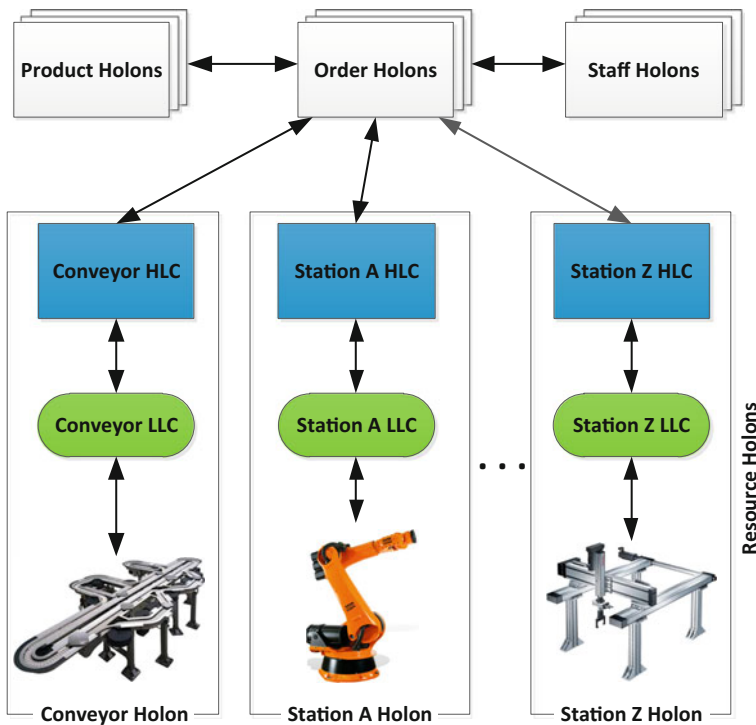 Product Holons
Order Holons
Staff Holons
Conveyor HLC
Station A HLC
Station Z HLC
Conveyor LLC
Station A LLC
Station Z LLC
. . .
Resource Holons
Conveyor Holon
Station A Holon
Station Z Holon